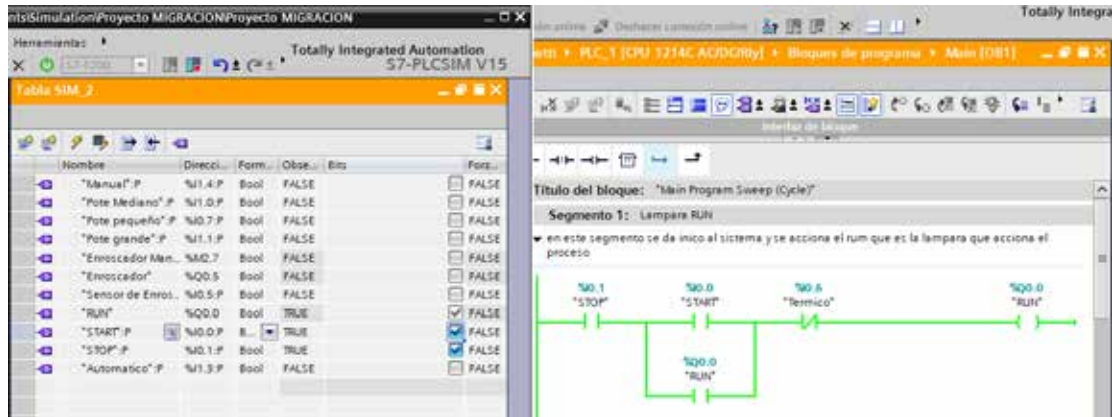 nts\Simulation\Proyecto MIGRACION\Proyecto MIGRACION
Herramientas
Totally Integrated Automation
S7-PLCSIM V15
Tabla SIM_2
Nombre Direcci... Form... Obse... Bits Forz...
"Manual":P %I1.4:P Bool FALSE FALSE
"Pote Mediano":P %I1.0:P Bool FALSE FALSE
"Pote pequeño":P %I0.7:P Bool FALSE FALSE
"Pote grande":P %I1.1:P Bool FALSE FALSE
"Enroscador Man... %M2.7 Bool FALSE FALSE
"Enroscador" %Q0.5 Bool FALSE FALSE
"Sensor de Enros... %I0.5:P Bool FALSE FALSE
"RUN" %Q0.0 Bool TRUE FALSE
"START":P %I0.0:P B... TRUE FALSE
"STOP":P %I0.1:P Bool TRUE FALSE
"Automatico":P %I1.3:P Bool FALSE FALSE
Totally Integra
Deshacer conexión online
PLC_1 [CPU 1214C AC/DC/Rly] Bloques de programa Main [OB1]
Interfaz de bloque
Título del bloque: "Main Program Sweep (Cycle)"
Segmento 1: Lampara RUN
en este segmento se da inico al sistema y se acciona el rum que es la lampara que acciona el
proceso
%I0.1 %I0.0 %I0.6 %Q0.0
"STOP" "START" "Termico" "RUN"
%Q0.0
"RUN"